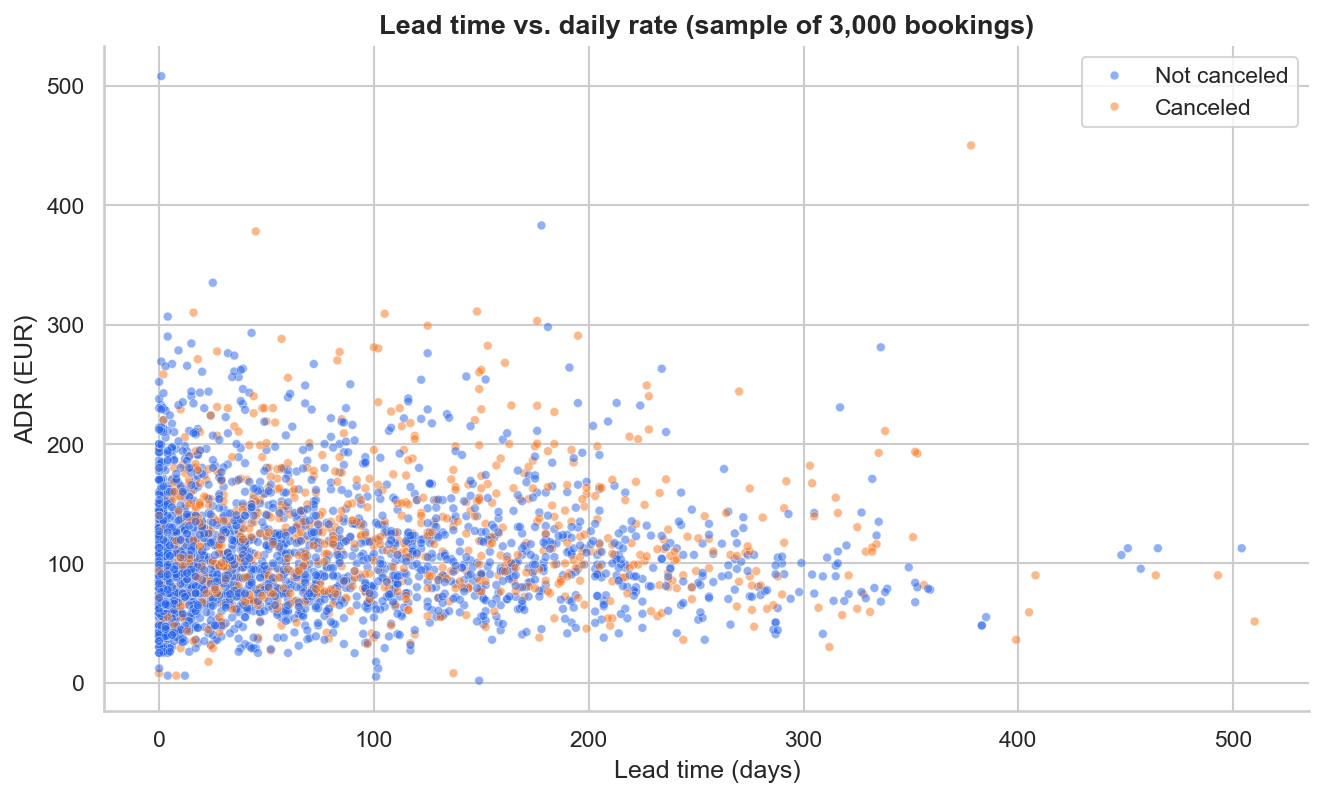 Lead time vs. daily rate (sample of 3,000 bookings)
Not canceled
Canceled
ADR (EUR)
500
400
300
200
100
0
0 100 200 300 400 500
Lead time (days)